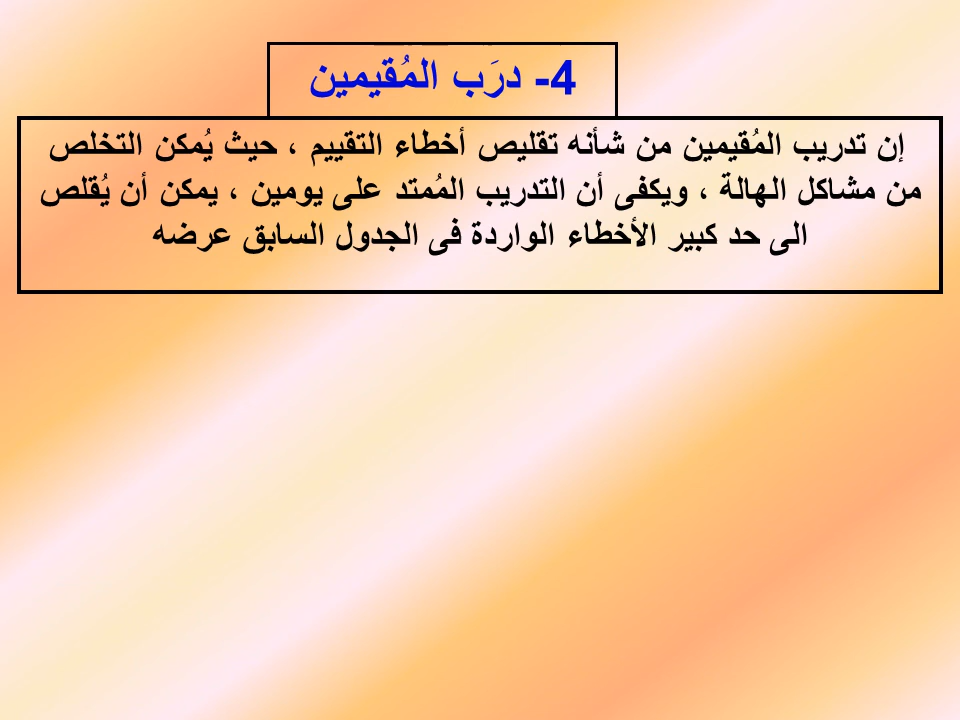 4- درَب المُقيمين
إن تدريب المُقيمين من شأنه تقليص أخطاء التقييم ، حيث يُمكن التخلص
من مشاكل الهالة ، ويكفى أن التدريب المُمتد على يومين ، يمكن أن يُقلص
الى حد كبير الأخطاء الواردة فى الجدول السابق عرضه